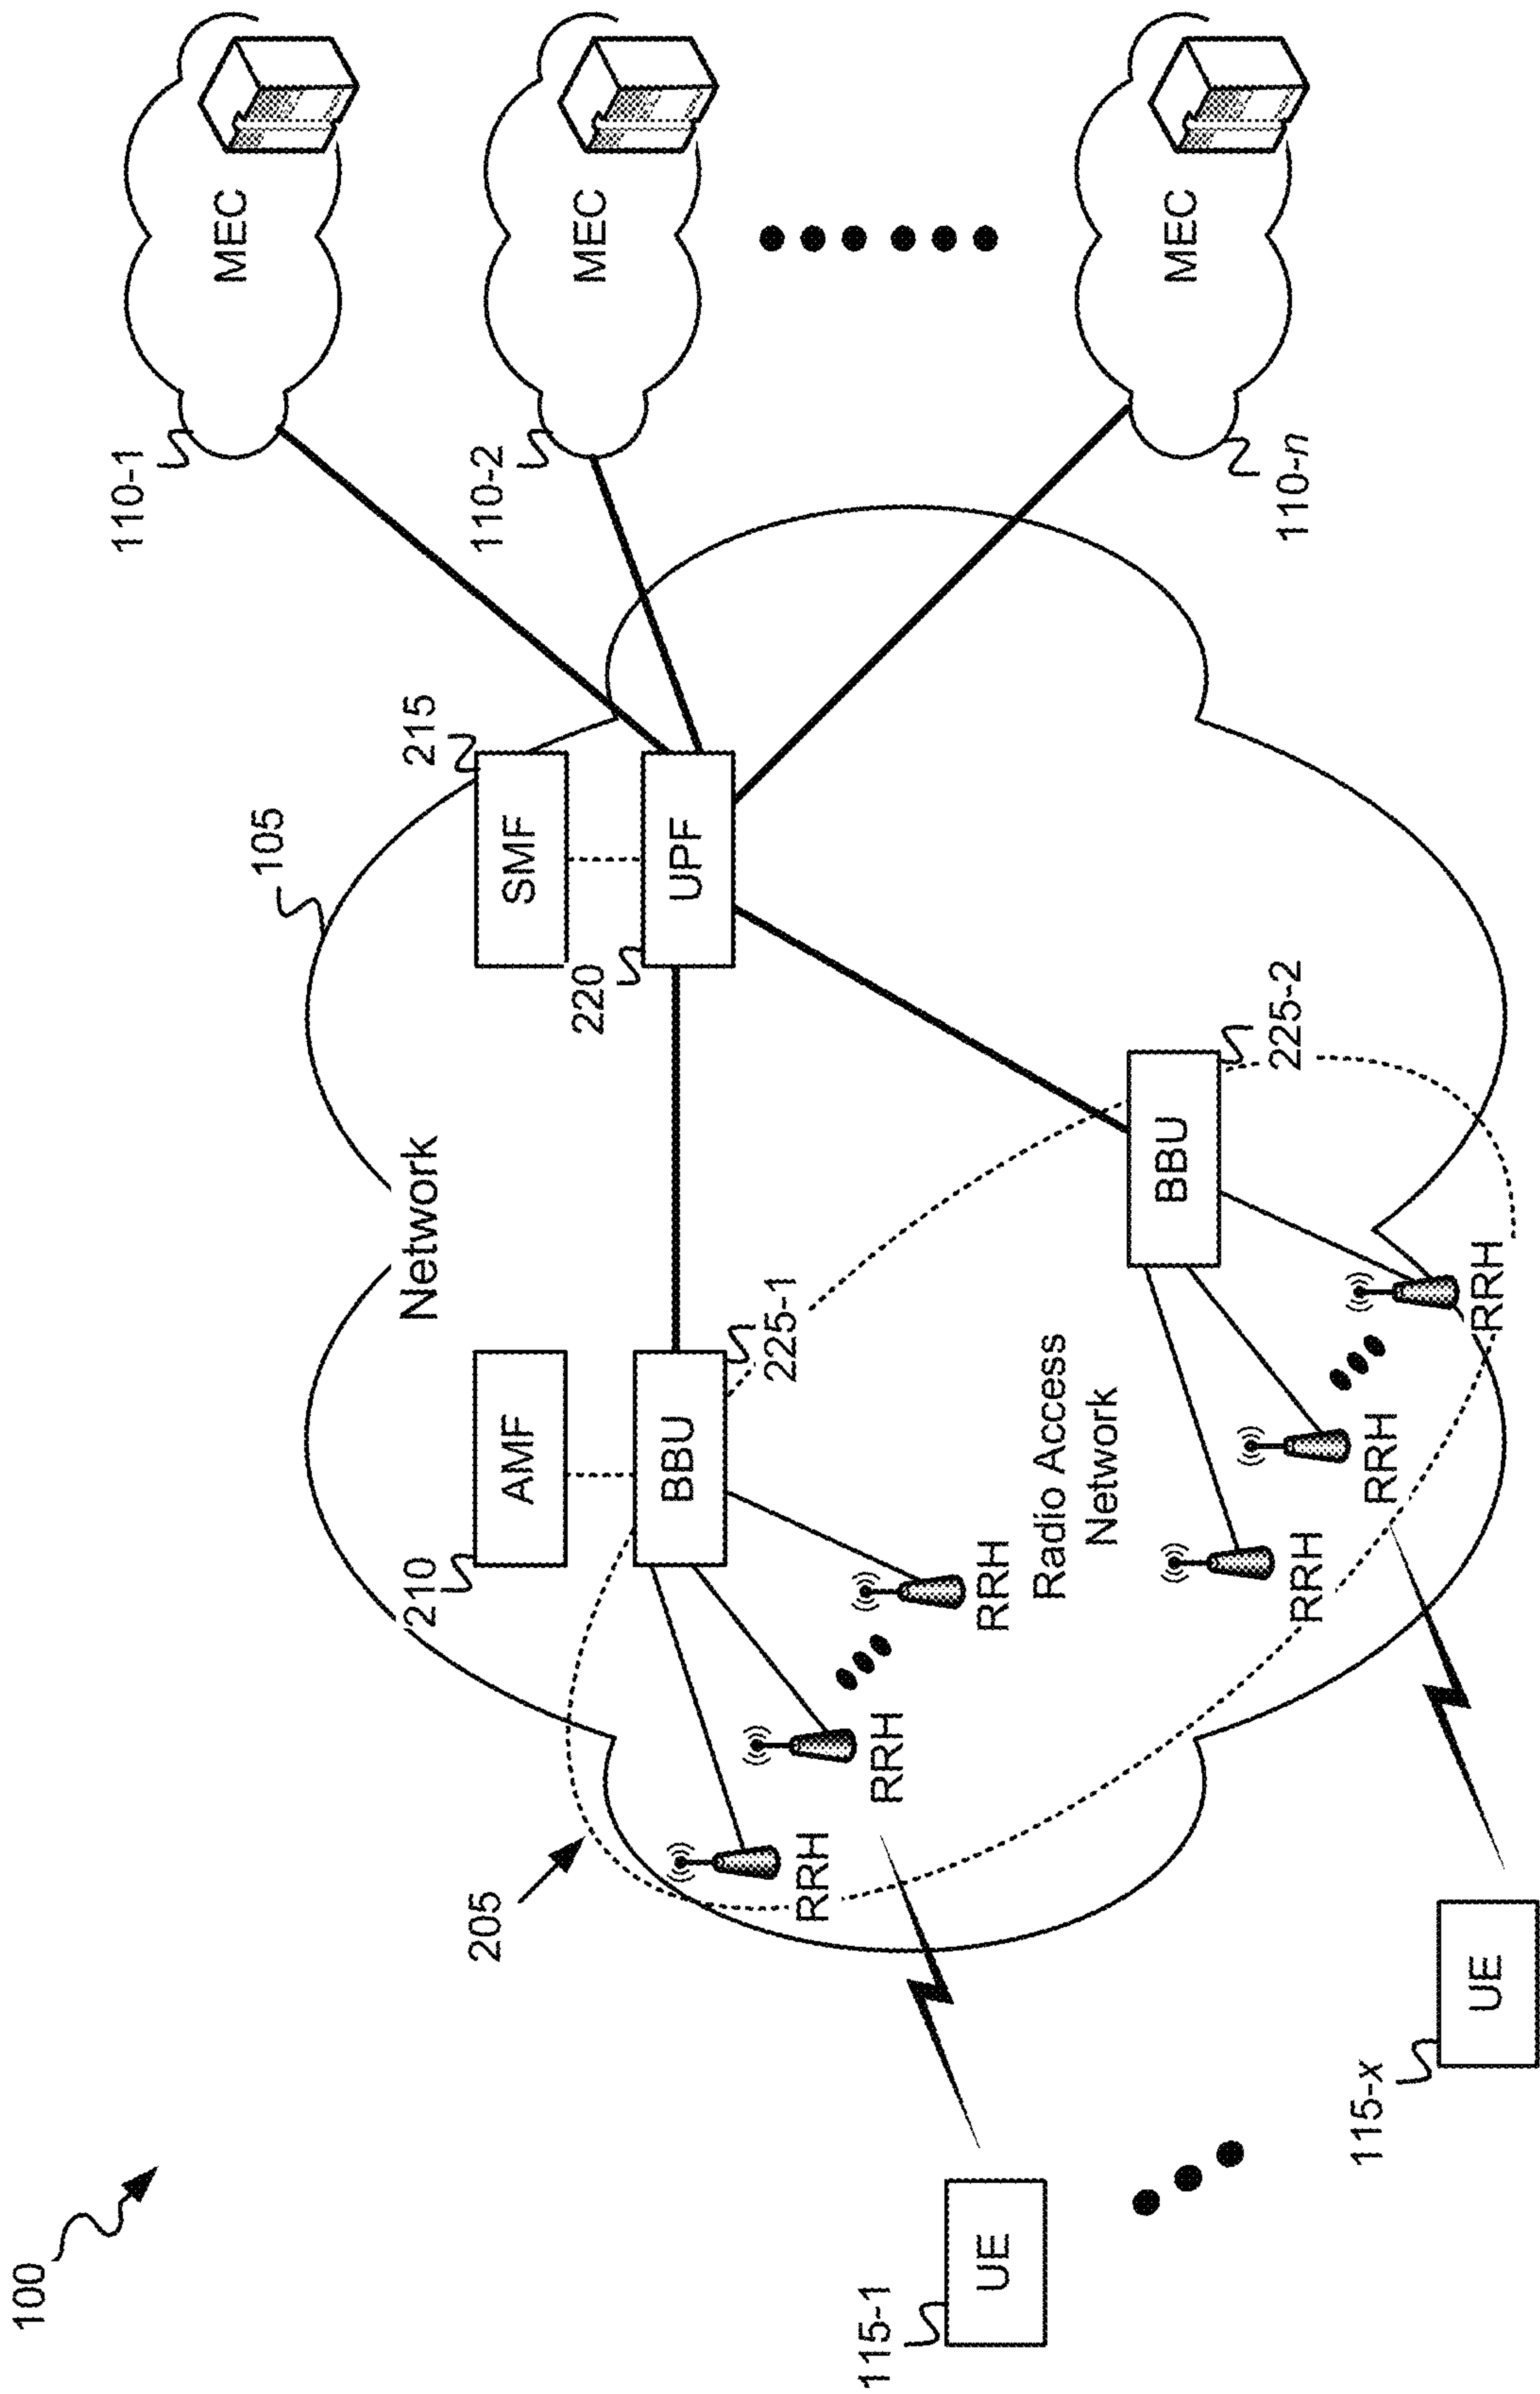 100
110-1
MEC
110-2
MEC
110-n
MEC
105
Network
215
SMF
220
UPF
210
AMF
225-1
BBU
225-2
BBU
205
RRH
RRH
RRH
Radio Access
Network
RRH
RRH
RRH
115-1
UE
115-x
UE